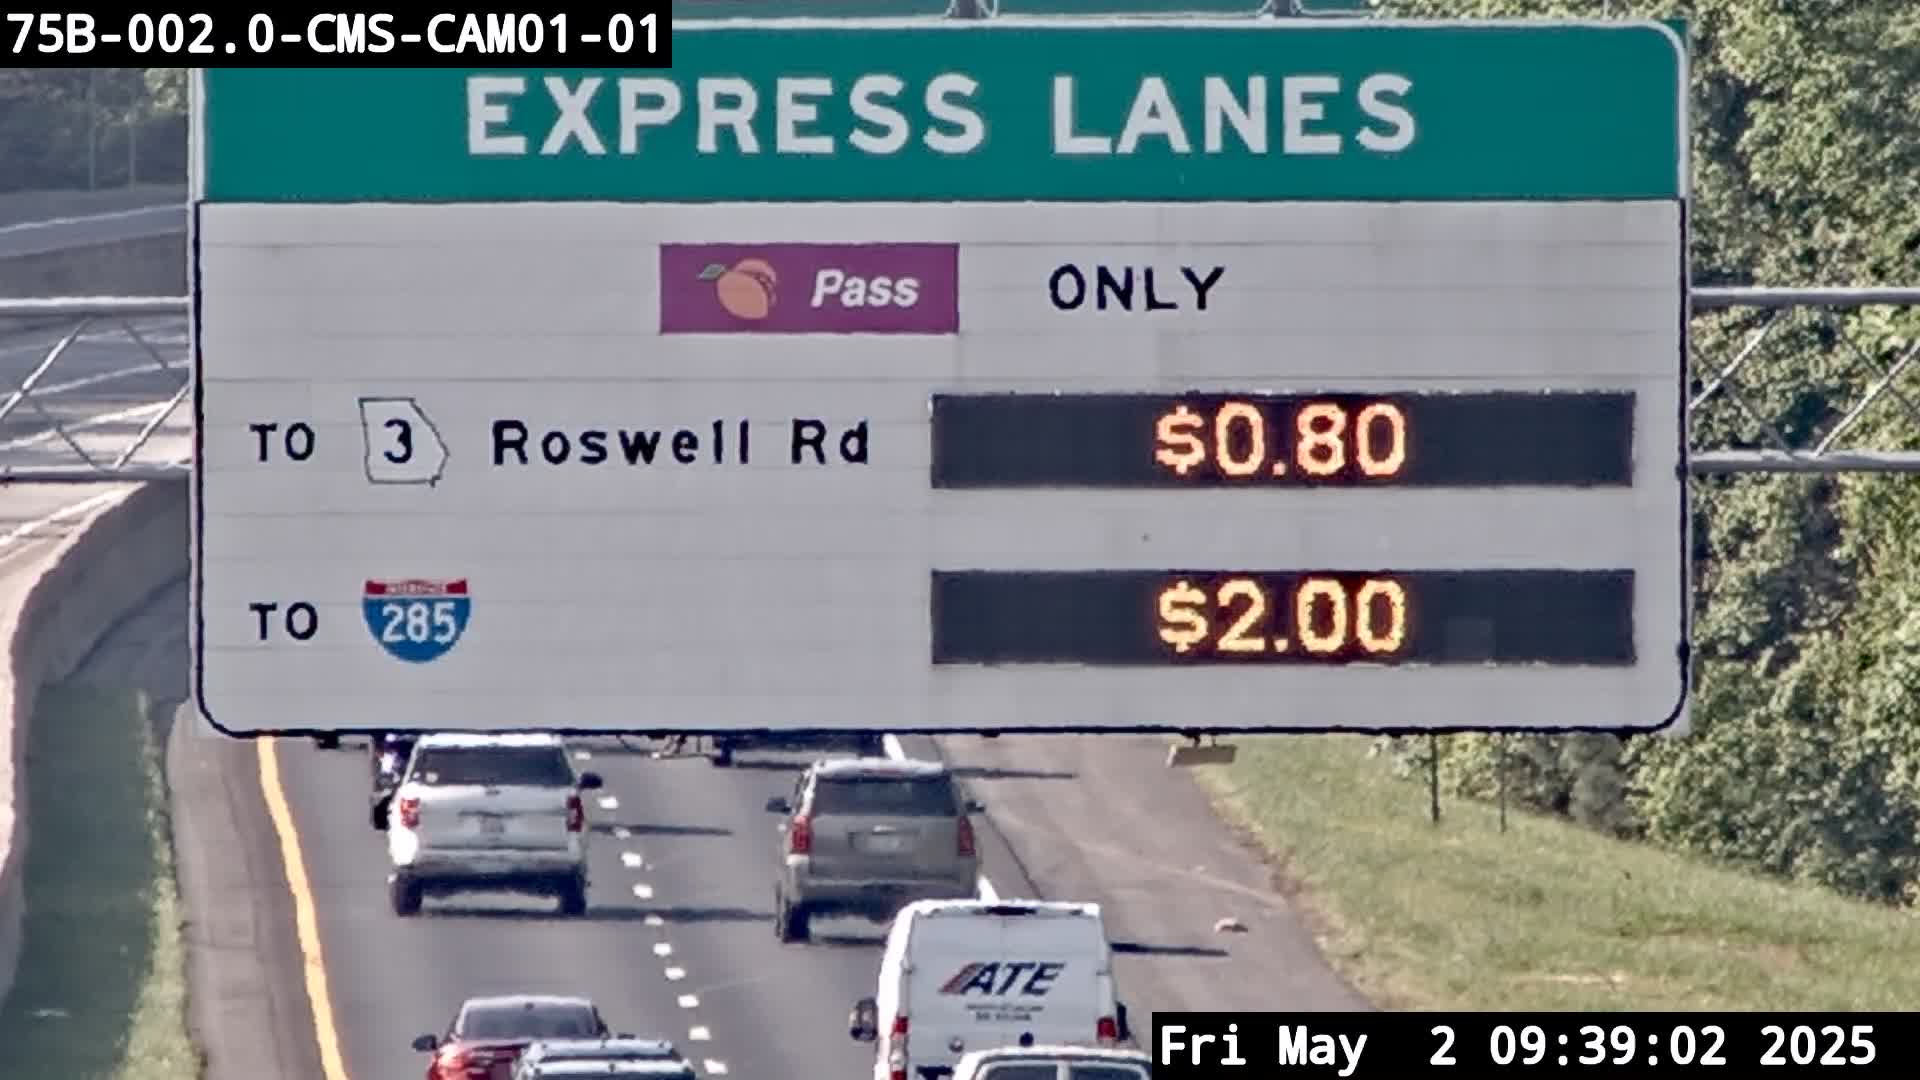 75B-002.0-CMS-CAM01-01
EXPRESS LANES
Pass ONLY
TO 3 Roswell Rd $0.80
TO 285 $2.00
ATE
Fri May 2 09:39:02 2025